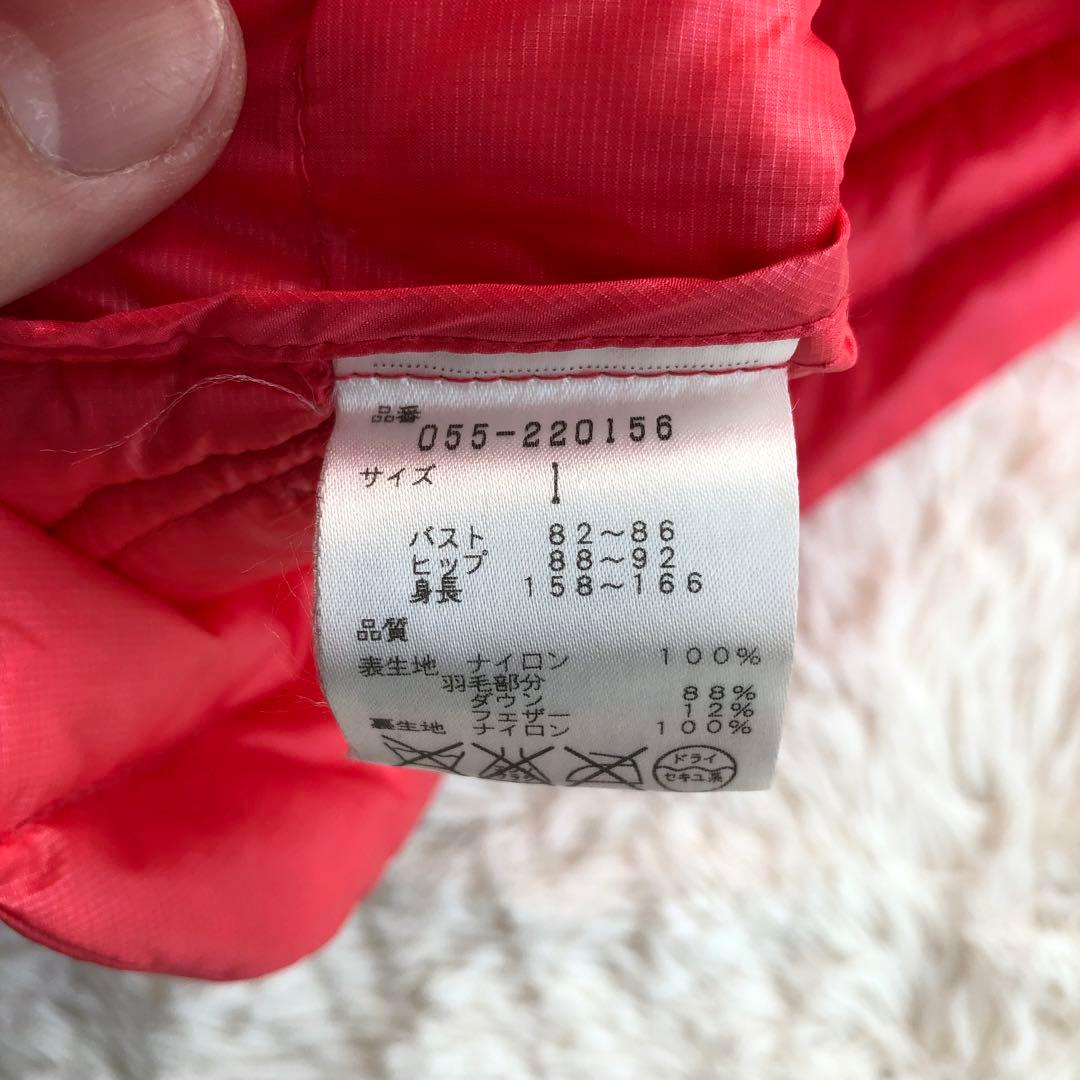 品番 055-220156
サイズ 1
バスト 82~86
ヒップ 88~92
身長 158~166
品質
表生地 ナイロン 100%
羽毛部分
ダウン 88%
フェザー 12%
裏生地 ナイロン 100%
ドライ
セキユ系